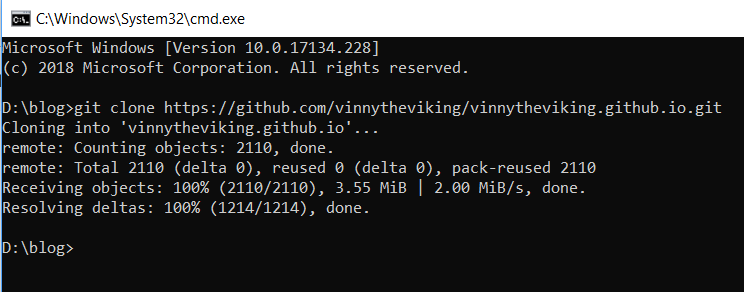 C:\Windows\System32\cmd.exe
Microsoft Windows [Version 10.0.17134.228]
(c) 2018 Microsoft Corporation. All rights reserved.
D:\blog>git clone https://github.com/vinnytheviking/vinnytheviking.github.io.git
Cloning into 'vinnytheviking.github.io'...
remote: Counting objects: 2110, done.
remote: Total 2110 (delta 0), reused 0 (delta 0), pack-reused 2110
Receiving objects: 100% (2110/2110), 3.55 MiB | 2.00 MiB/s, done.
Resolving deltas: 100% (1214/1214), done.
D:\blog>